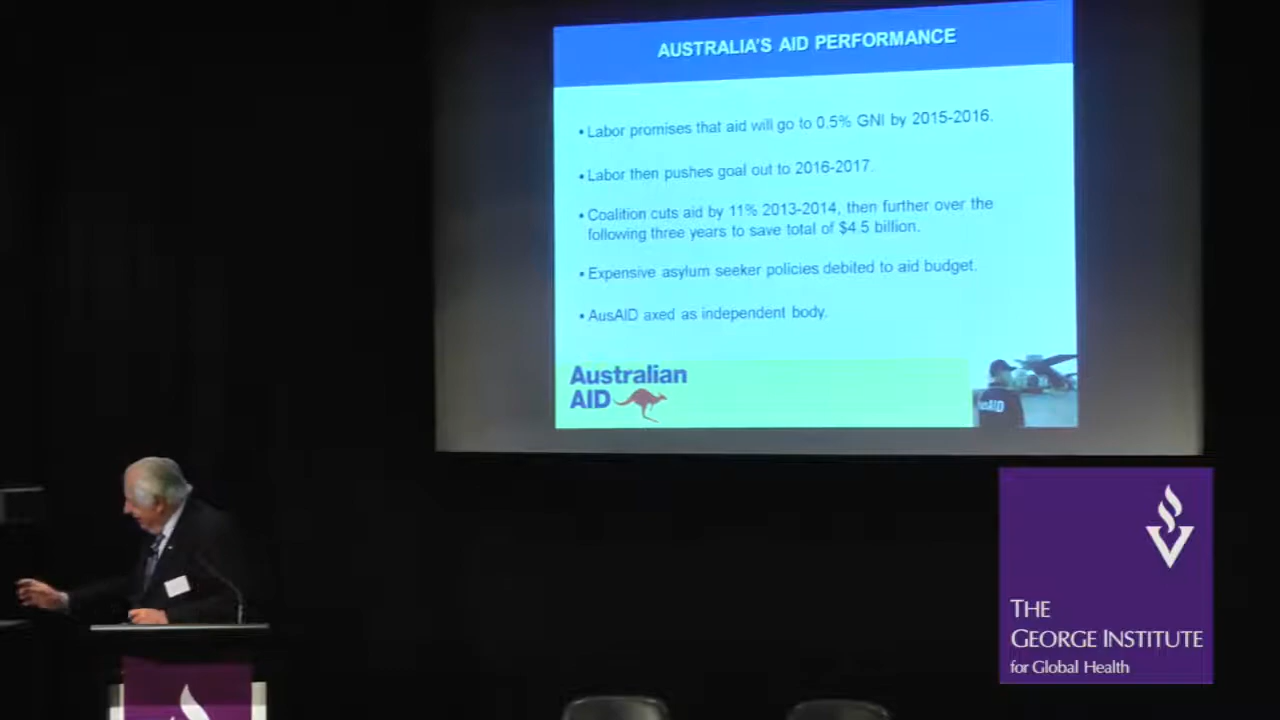 AUSTRALIA'S AID PERFORMANCE
• Labor promises that aid will go to 0.5% GNI by 2015-2016.
• Labor then pushes goal out to 2016-2017.
• Coalition cuts aid by 11% 2013-2014, then further over the
following three years to save total of $4.5 billion.
• Expensive asylum seeker policies debited to aid budget.
• AusAID axed as independent body.
Australian
AID
THE
GEORGE INSTITUTE
for Global Health